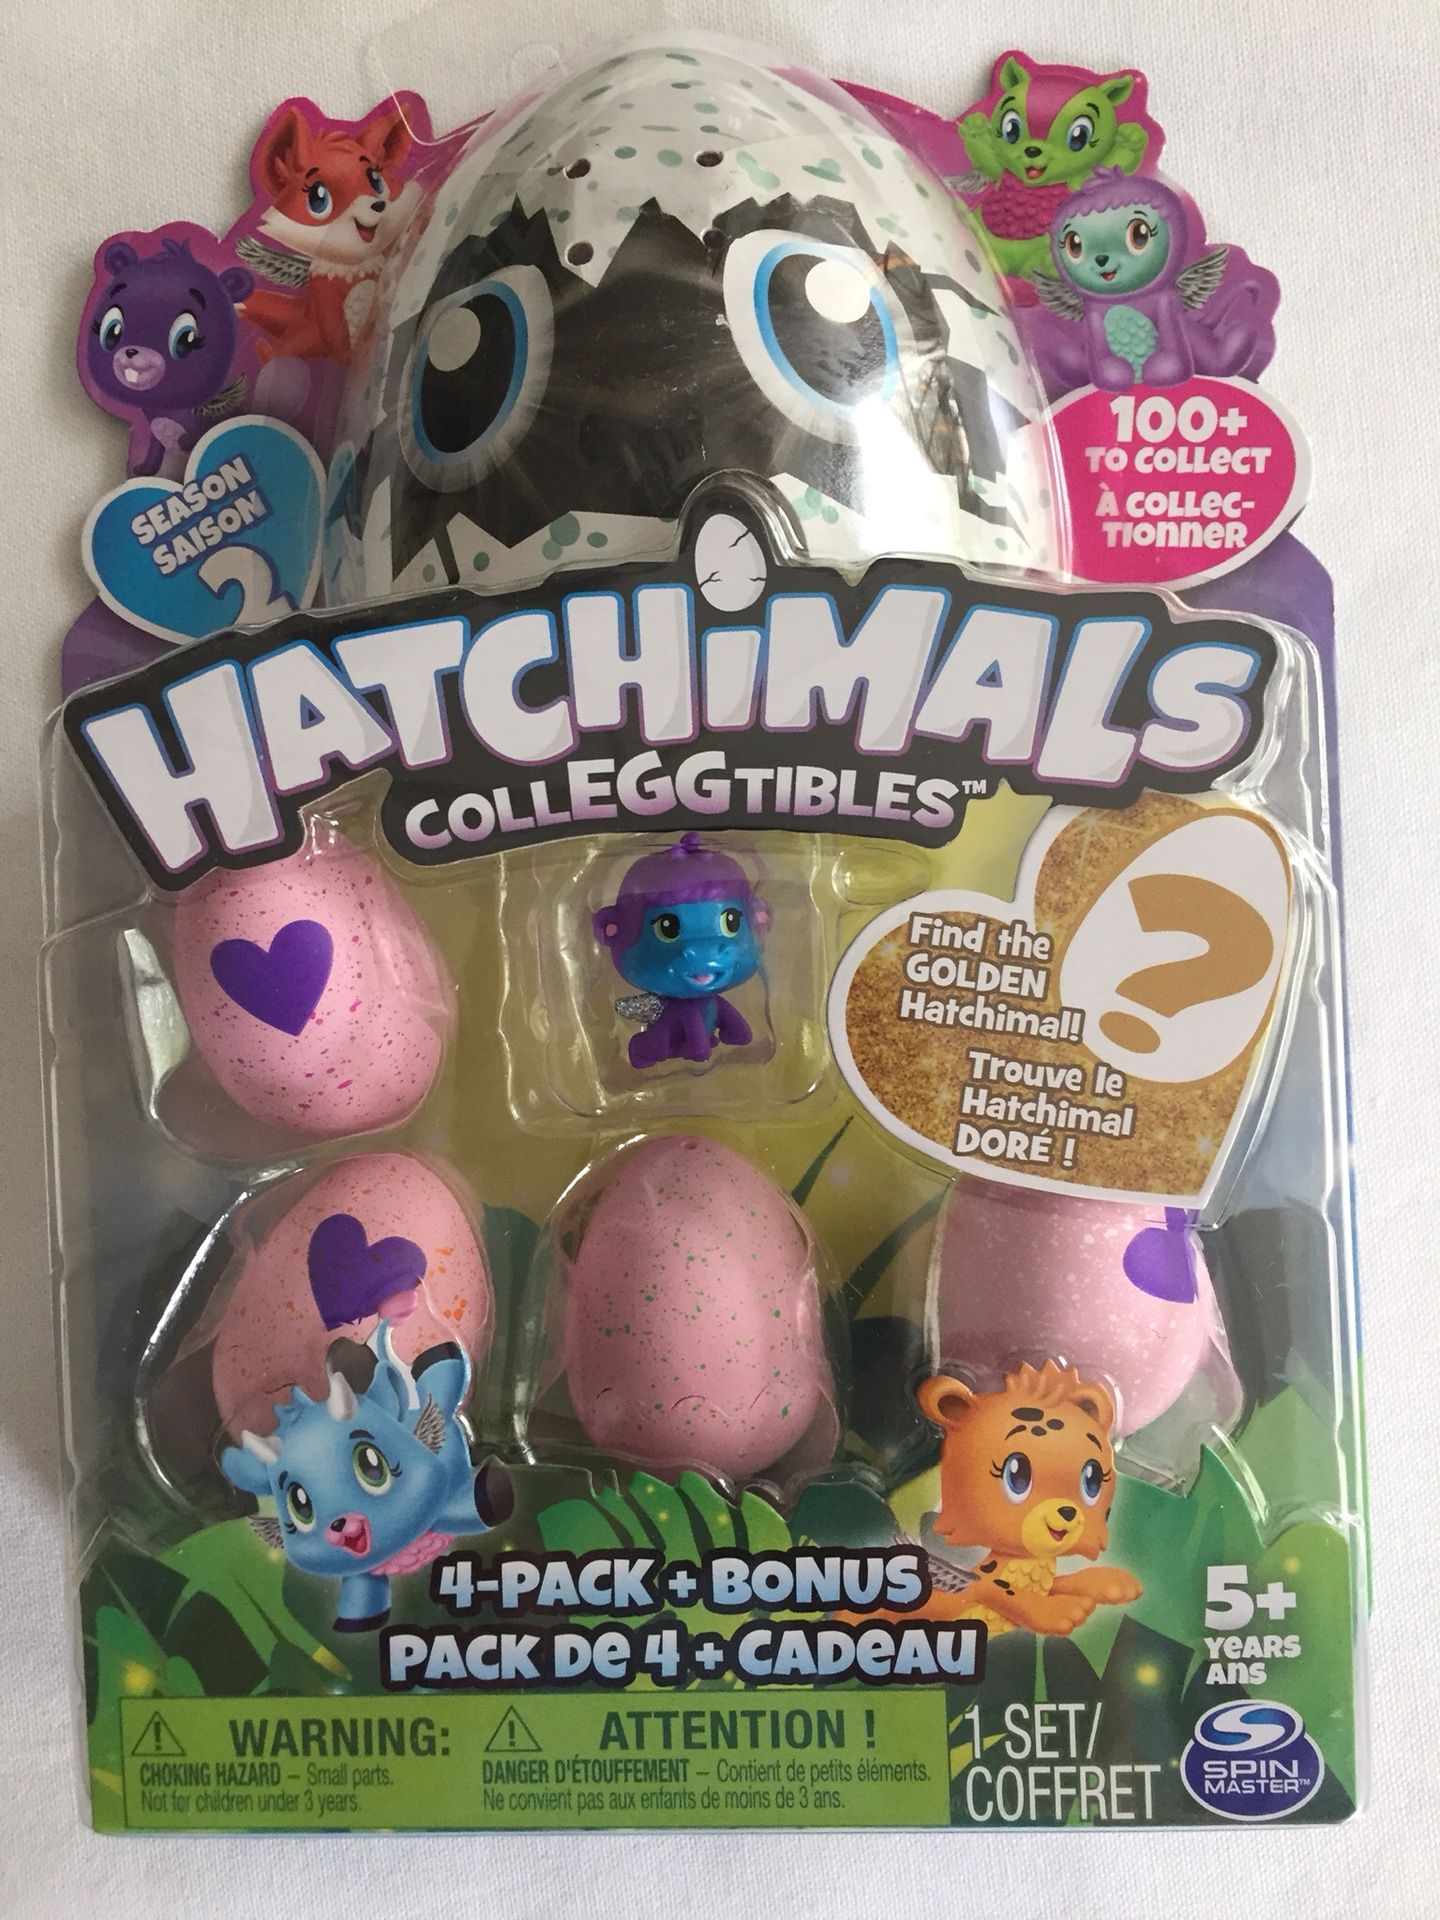 SEASON
SAISON
2
100+
TO COLLECT
À COLLEC-
TIONNER
HATCHiMALS
COLLEGGTIBLES™
Find the
GOLDEN
Hatchimal!
Trouve le
Hatchimal
DORÉ !
?
4-PACK + BONUS
PACK DE 4 + CADEAU
5+
YEARS
ANS
WARNING:
CHOKING HAZARD – Small parts.
Not for children under 3 years.
ATTENTION !
DANGER D'ÉTOUFFEMENT – Contient de petits éléments.
Ne convient pas aux enfants de moins de 3 ans.
1 SET/
COFFRET
SPIN
MASTER™